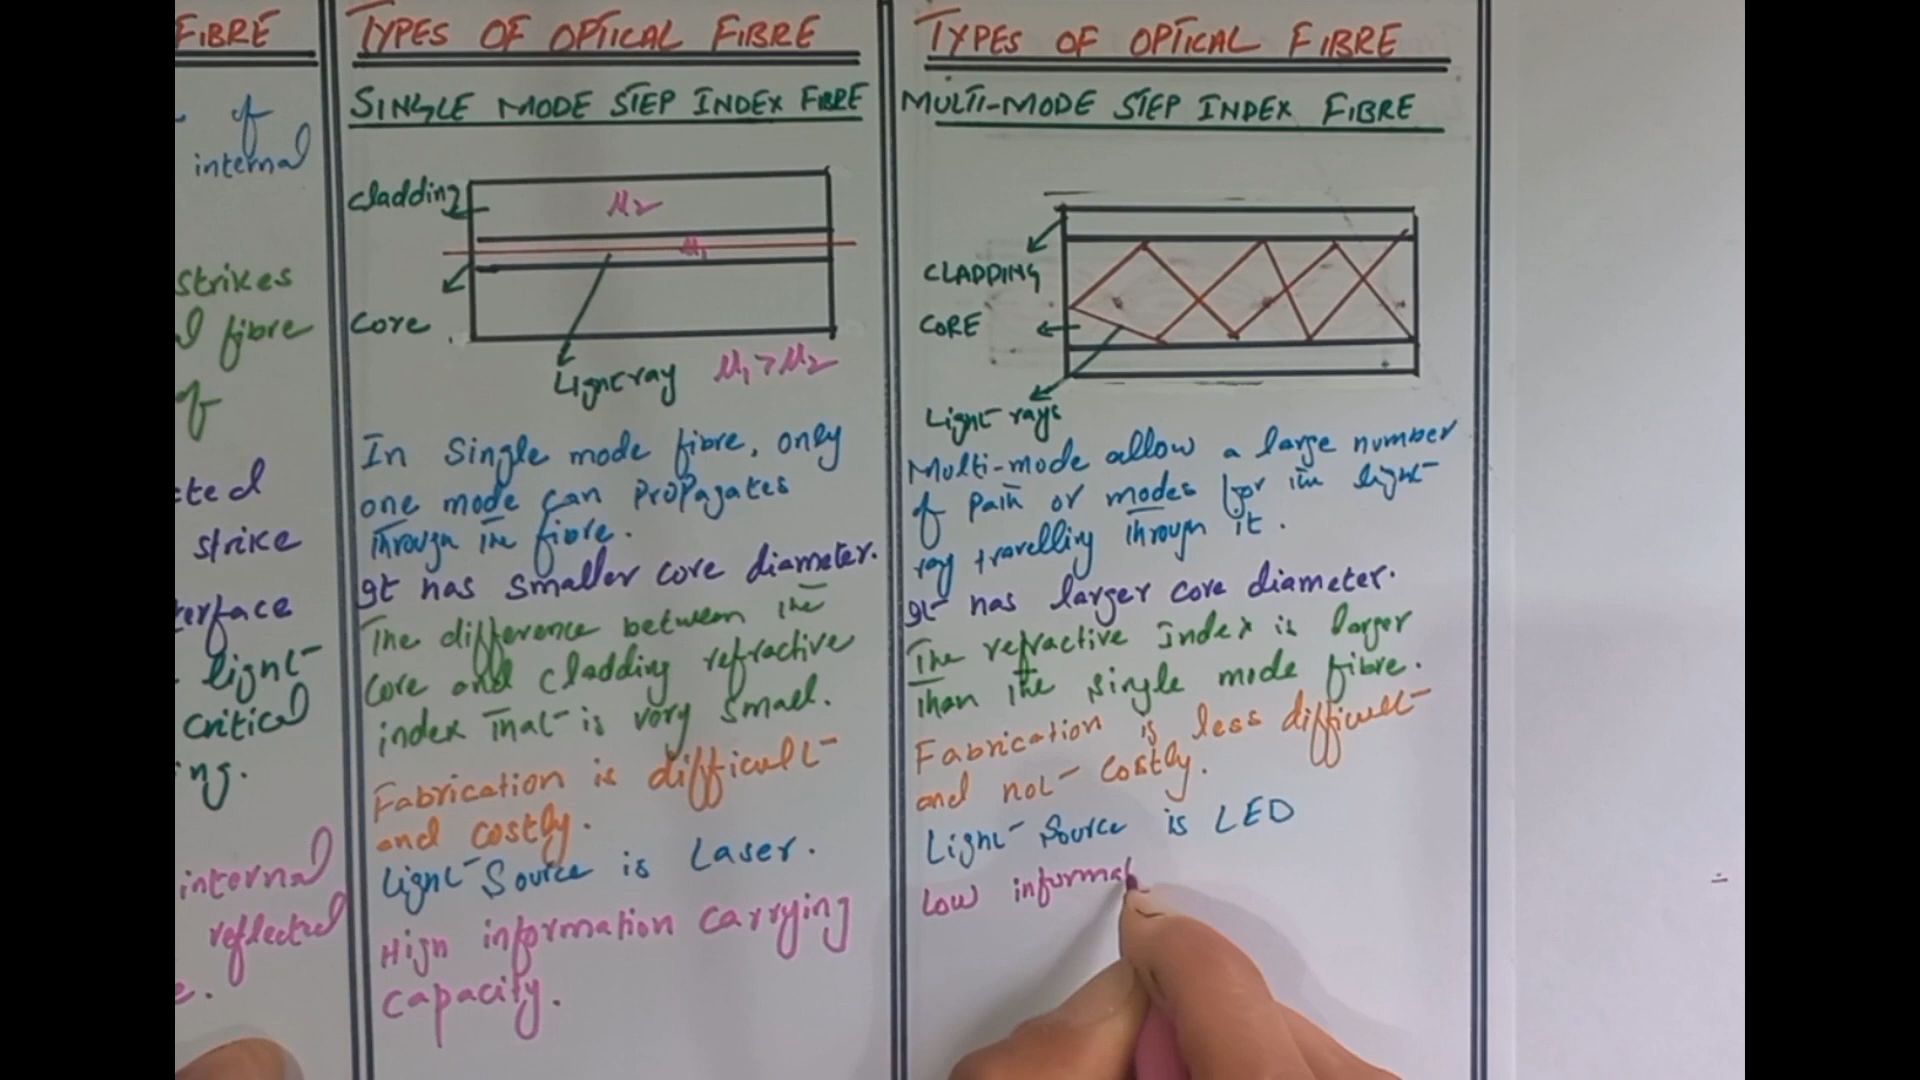 FIBRE
of
internal
strikes
fibre
of
cted
strike
terface
light
critical
ing.
internal
reflected
e.
TYPES OF OPTICAL FIBRE
SINGLE MODE STEP INDEX FIBRE
Cladding
μ2
μ1
Core
Light ray μ1 > μ2
In Single mode fibre, only
one mode can propagates
through the fibre.
It has smaller core diameter.
The difference between the
Core and cladding refractive
index that is very small.
Fabrication is difficult
and costly.
Light Source is Laser.
High information carrying
capacity.
TYPES OF OPTICAL FIBRE
MULTI-MODE STEP INDEX FIBRE
CLADDING
CORE
Light rays
Multi-mode allow a large number
of path or modes for the light
ray travelling through it.
It has larger core diameter.
The refractive Index is larger
than the single mode fibre.
Fabrication is less difficult
and not costly.
Light Source is LED
Low informat